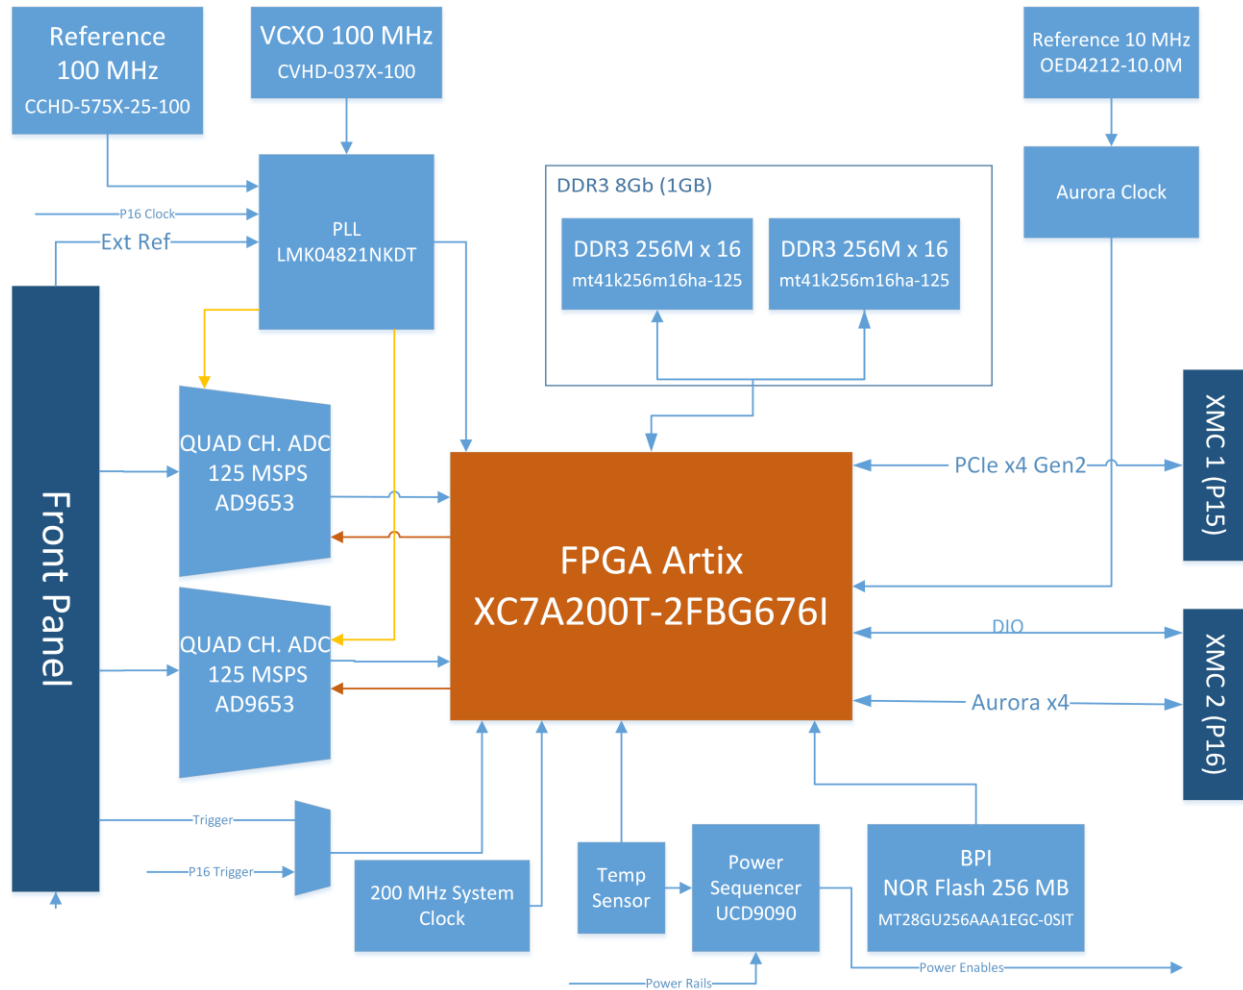 Reference
100 MHz
CCHD-575X-25-100
VCXO 100 MHz
CVHD-037X-100
Reference 10 MHz
OED4212-10.0M
Aurora Clock
P16 Clock
Ext Ref
PLL
LMK04821NKDT
DDR3 8Gb (1GB)
DDR3 256M x 16
mt41k256m16ha-125
DDR3 256M x 16
mt41k256m16ha-125
Front Panel
QUAD CH. ADC
125 MSPS
AD9653
QUAD CH. ADC
125 MSPS
AD9653
FPGA Artix
XC7A200T-2FBG676I
PCIe x4 Gen2
XMC 1 (P15)
DIO
Aurora x4
XMC 2 (P16)
Trigger
P16 Trigger
200 MHz System
Clock
Temp
Sensor
Power
Sequencer
UCD9090
BPI
NOR Flash 256 MB
MT28GU256AAA1EGC-0SIT
Power Rails
Power Enables